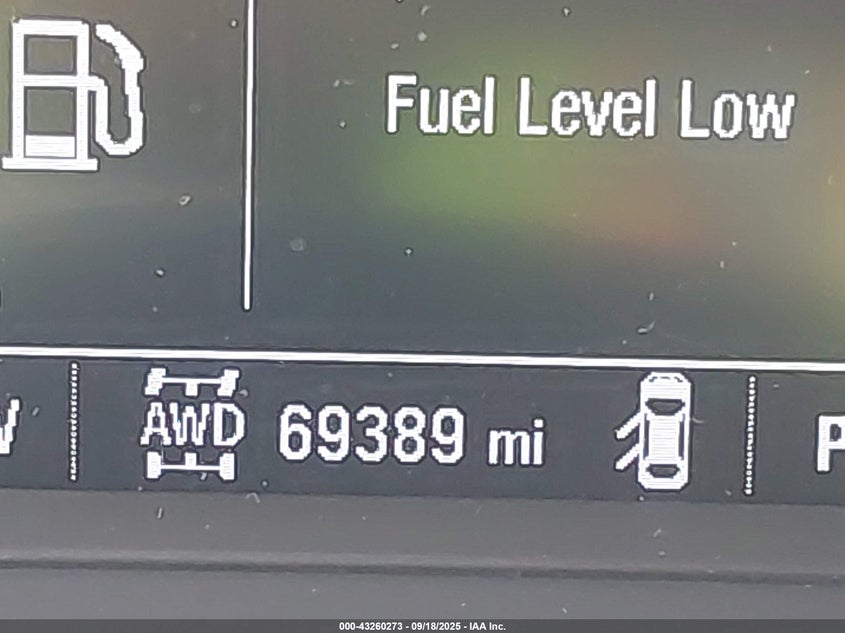 Fuel Level Low
AWD 69389 mi
P
000-43260273 - 09/18/2025 - IAA Inc.